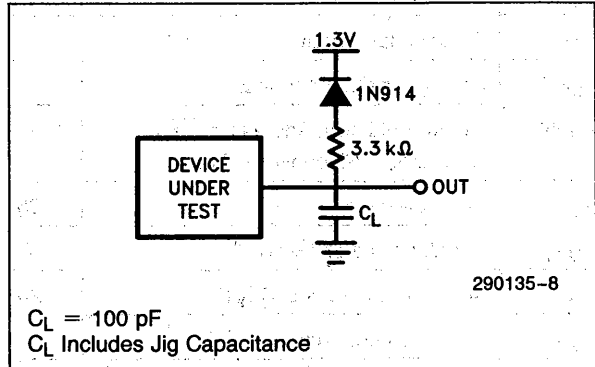 1.3V
1N914
3.3 kΩ
DEVICE
UNDER
TEST
OUT
CL
290135-8
CL = 100 pF
CL Includes Jig Capacitance